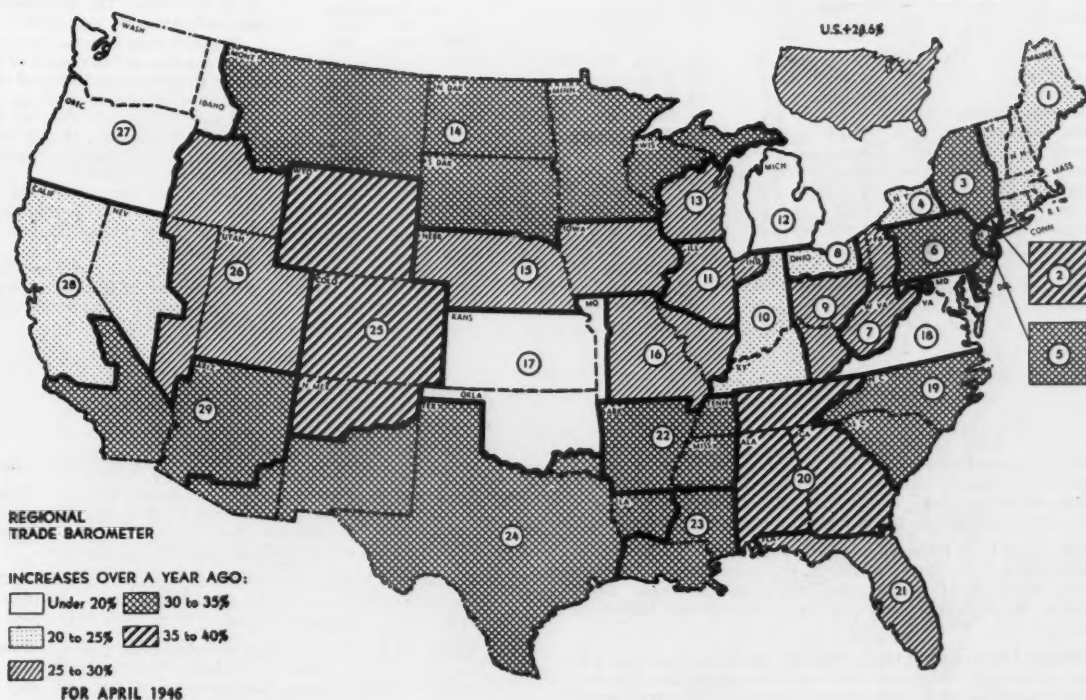 U.S.+28.6%
WASH
MONT
N. DAK
MINN
MAINE
1
OREG
IDAHO
27
14
VT
N H
MASS
WIS
MICH
3
S DAK
13
12
N. Y.
4
R I
CONN
CALIF
NEV
WYO
IOWA
NEBR
15
ILL
11
IND
OHIO
8
PA
6
2
UTAH
26
28
COLO
25
10
9
W VA
7
MD
DEL
VA
18
5
KANS
17
MO
16
KY
ARIZ
29
N. MEX
OKLA
TEXAS
ARK
22
TENN
MISS
N. C.
19
S C
ALA
GA
20
24
LA
23
FLA
21
REGIONAL
TRADE BAROMETER
INCREASES OVER A YEAR AGO:
Under 20% 30 to 35%
20 to 25% 35 to 40%
25 to 30%
FOR APRIL 1946